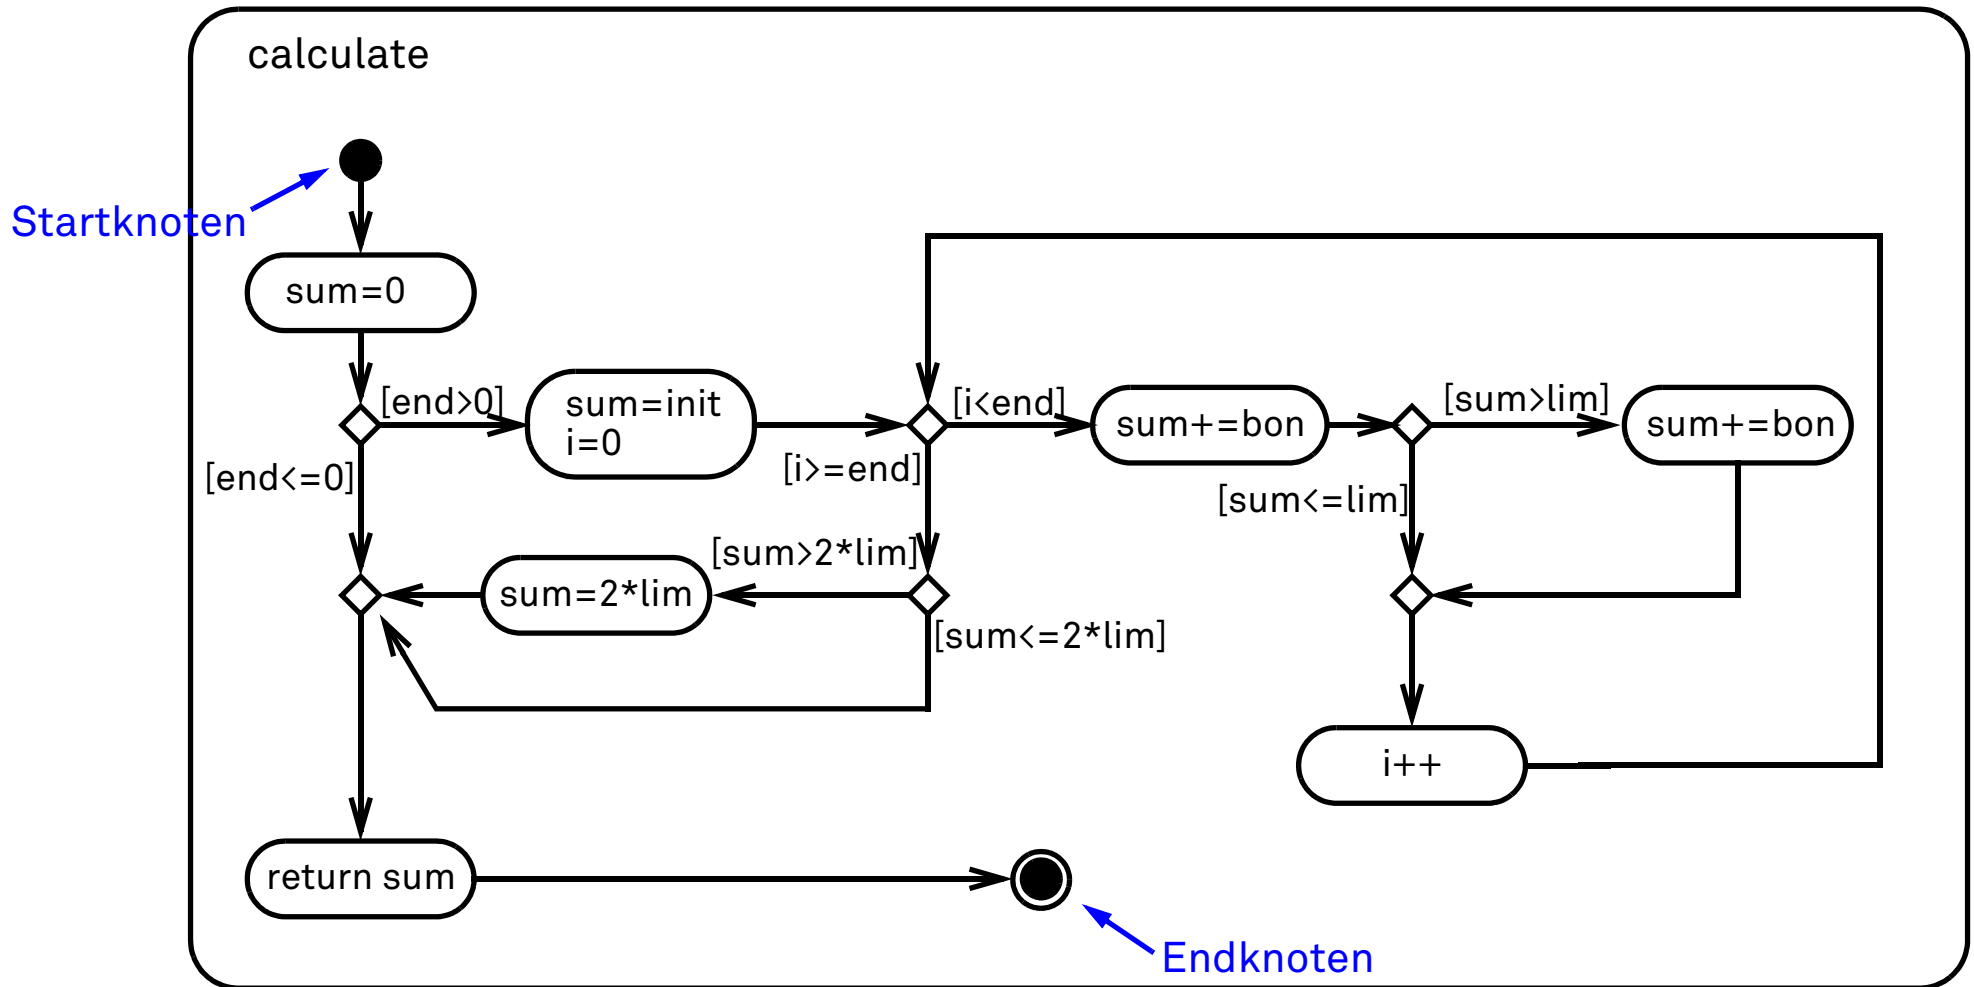 calculate
Startknoten
sum=0
[end>0]
sum=init
i=0
[i<end]
sum+=bon
[sum>lim]
sum+=bon
[end<=0]
[i>=end]
[sum<=lim]
[sum>2*lim]
sum=2*lim
[sum<=2*lim]
i++
return sum
Endknoten